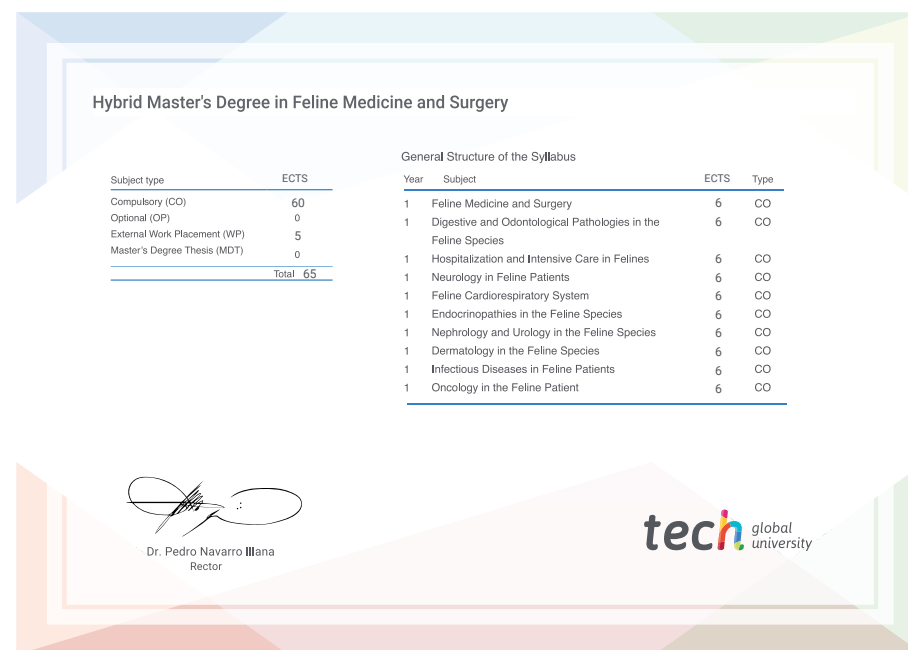 Hybrid Master's Degree in Feline Medicine and Surgery
Subject type ECTS
Compulsory (CO) 60
Optional (OP) 0
External Work Placement (WP) 5
Master's Degree Thesis (MDT) 0
Total 65
General Structure of the Syllabus
Year Subject ECTS Type
1 Feline Medicine and Surgery 6 CO
1 Digestive and Odontological Pathologies in the 6 CO
Feline Species
1 Hospitalization and Intensive Care in Felines 6 CO
1 Neurology in Feline Patients 6 CO
1 Feline Cardiorespiratory System 6 CO
1 Endocrinopathies in the Feline Species 6 CO
1 Nephrology and Urology in the Feline Species 6 CO
1 Dermatology in the Feline Species 6 CO
1 Infectious Diseases in Feline Patients 6 CO
1 Oncology in the Feline Patient 6 CO
Dr. Pedro Navarro Illana
Rector
tech global
university